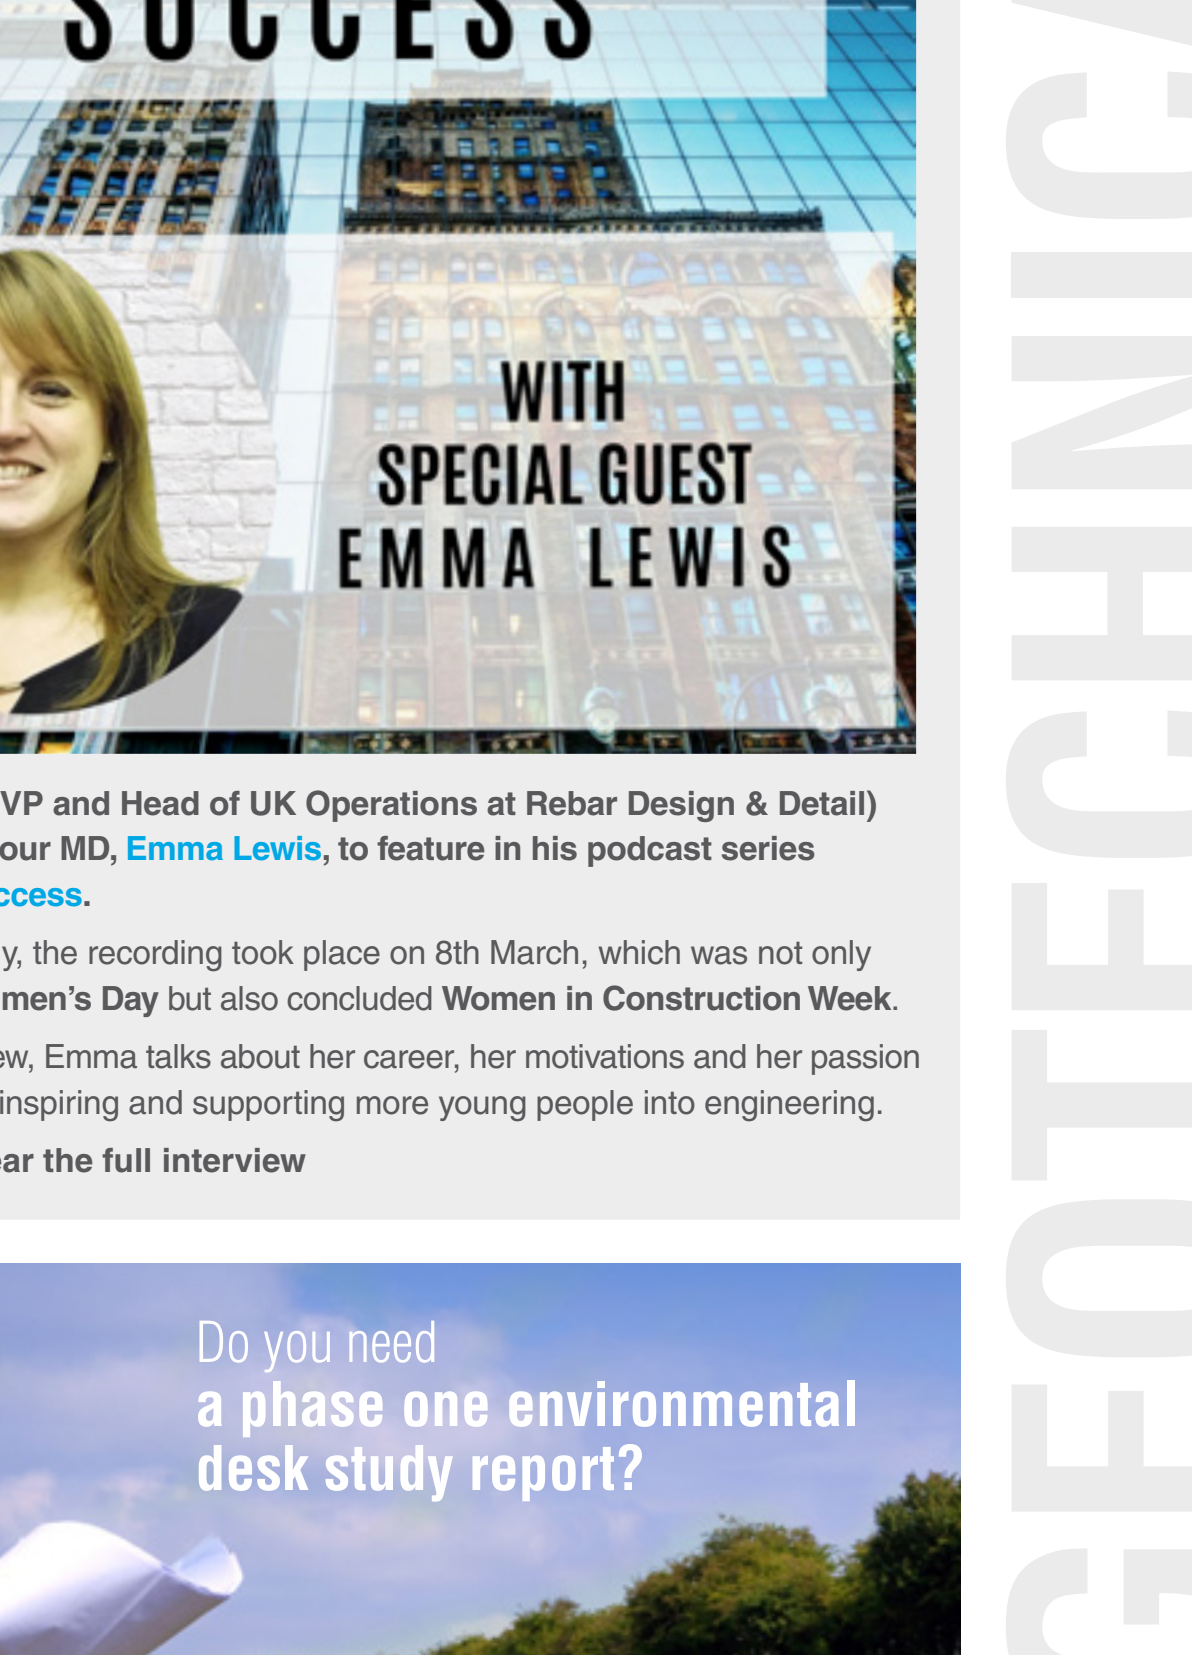 SUCCESS
WITH
SPECIAL GUEST
EMMA LEWIS
VP and Head of UK Operations at Rebar Design & Detail)
our MD, Emma Lewis, to feature in his podcast series
ccess.
y, the recording took place on 8th March, which was not only
men’s Day but also concluded Women in Construction Week.
ew, Emma talks about her career, her motivations and her passion
inspiring and supporting more young people into engineering.
ear the full interview
Do you need
a phase one environmental
desk study report?
GEOTECHNICA